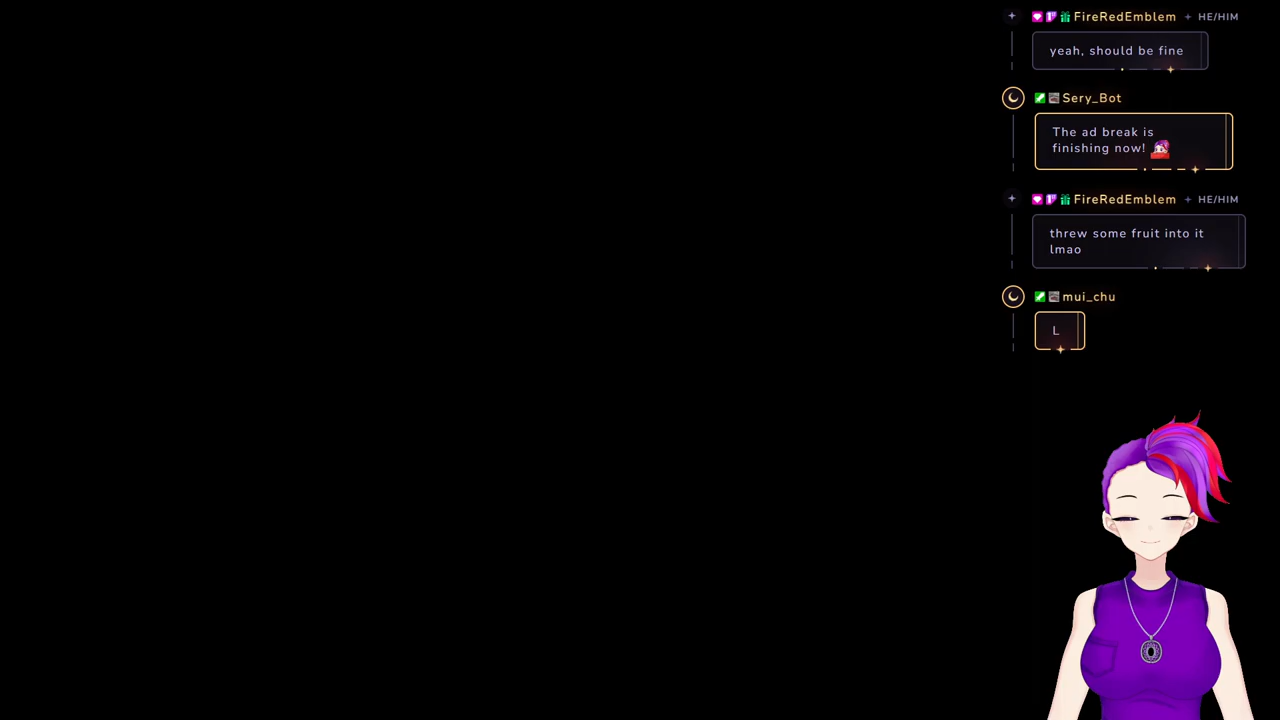 FireRedEmblem HE/HIM
yeah, should be fine
Sery_Bot
The ad break is
finishing now!
FireRedEmblem HE/HIM
threw some fruit into it
lmao
mui_chu
L